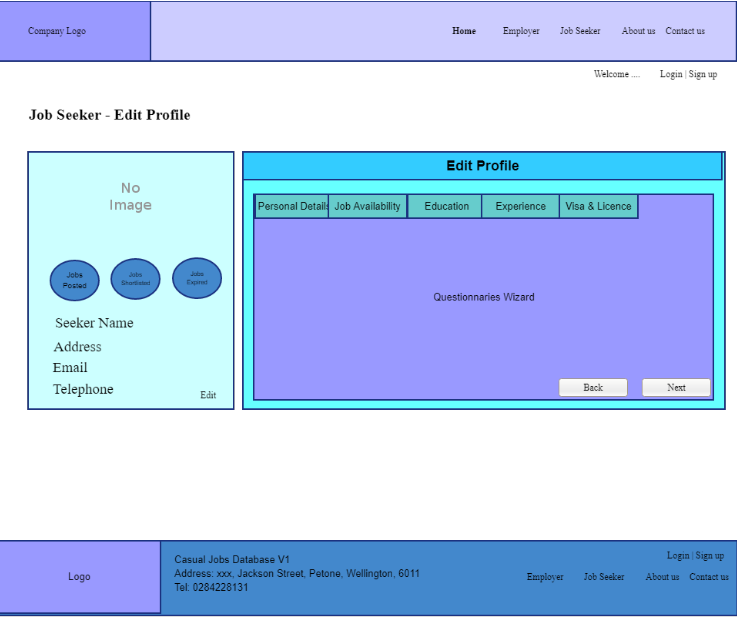 Company Logo
Home Employer Job Seeker About us Contact us
Welcome .... Login | Sign up
Job Seeker - Edit Profile
No
Image
Jobs
Posted
Jobs
Shortlisted
Jobs
Expired
Seeker Name
Address
Email
Telephone
Edit
Edit Profile
Personal Details Job Availability Education Experience Visa & Licence
Questionnaries Wizard
Back Next
Logo
Casual Jobs Database V1
Address: xxx, Jackson Street, Petone, Wellington, 6011
Tel: 0284228131
Login | Sign up
Employer Job Seeker About us Contact us